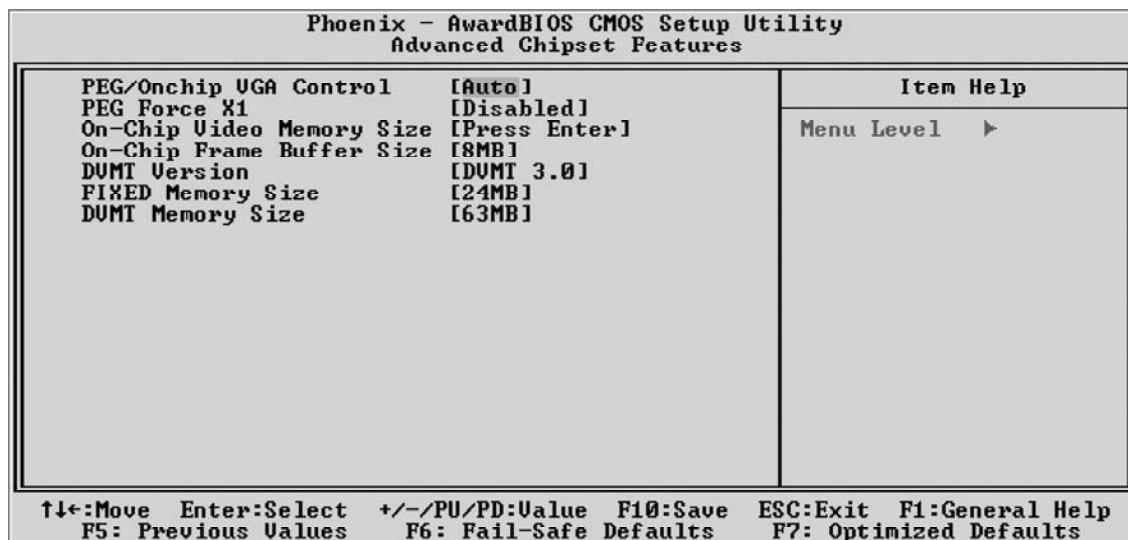 Phoenix - AwardBIOS CMOS Setup Utility
Advanced Chipset Features
PEG/Onchip VGA Control [Auto]
PEG Force X1 [Disabled]
On-Chip Video Memory Size [Press Enter]
On-Chip Frame Buffer Size [8MB]
DVMT Version [DVMT 3.0]
FIXED Memory Size [24MB]
DVMT Memory Size [63MB]
Item Help
Menu Level ►
↑↓←:Move Enter:Select +/-/PU/PD:Value F10:Save ESC:Exit F1:General Help
F5: Previous Values F6: Fail-Safe Defaults F7: Optimized Defaults